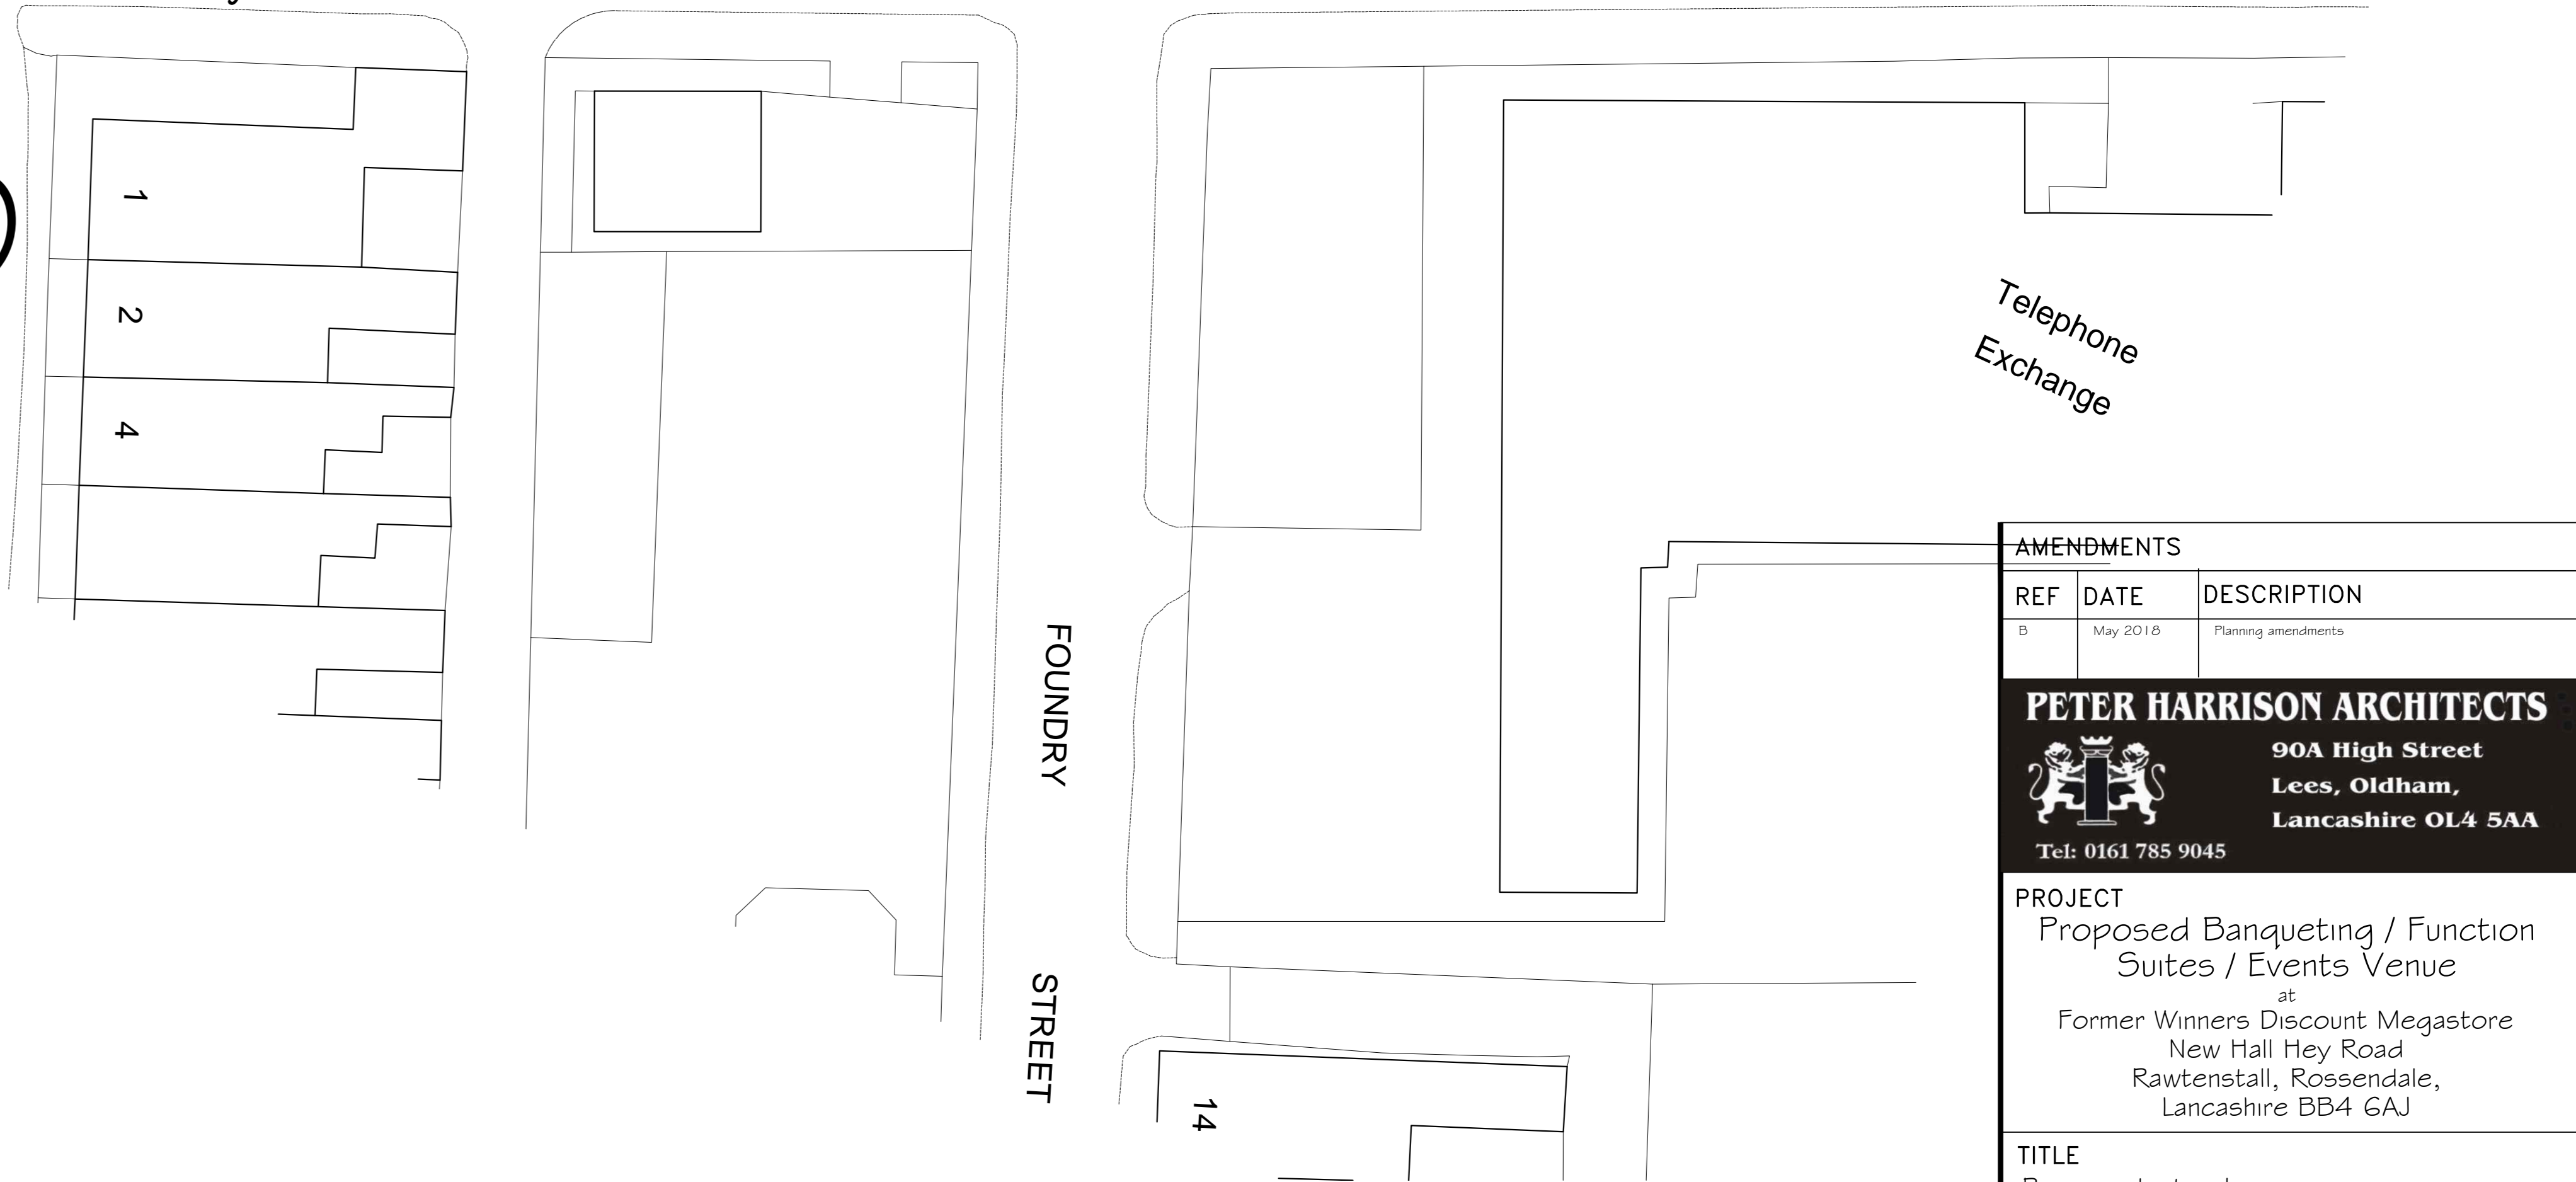 1
2
4
FOUNDRY
STREET
14
Telephone
Exchange
AMENDMENTS
REF DATE DESCRIPTION
B May 2018 Planning amendments
PETER HARRISON ARCHITECTS
90A High Street
Lees, Oldham,
Lancashire OL4 5AA
Tel: 0161 785 9045
PROJECT
Proposed Banqueting / Function
Suites / Events Venue
at
Former Winners Discount Megastore
New Hall Hey Road
Rawtenstall, Rossendale,
Lancashire BB4 6AJ
TITLE